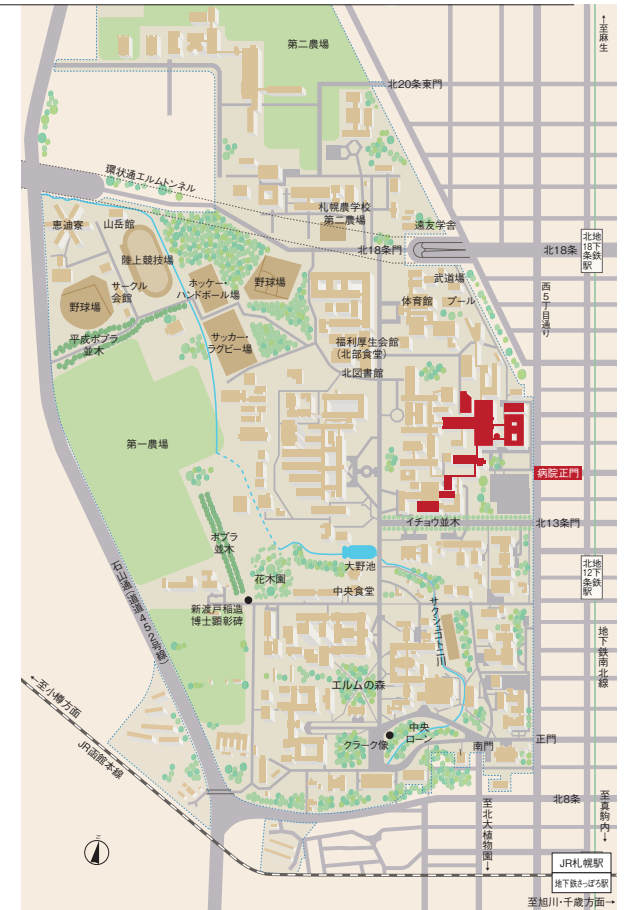 ↑至麻生
第二農場
北20条東門
環状通エルムトンネル
札幌農学校
第二農場
遠友学舎
恵迪寮
山岳館
陸上競技場
北18条門
北18条
地下鉄
北18条駅
サークル
会館
ホッケー・
ハンドボール場
野球場
武道場
体育館
プール
野球場
西5丁目通り
平成ポプラ
並木
サッカー・
ラグビー場
福利厚生会館
(北部食堂)
北図書館
第一農場
病院正門
イチョウ並木
北13条門
ポプラ
並木
大野池
地下鉄
北12条駅
花木園
中央食堂
石山通(道道452号線)
新渡戸稲造
博士顕彰碑
サクシュコトニ川
地下鉄南北線
←至小樽方面
エルムの森
中央
ローン
クラーク像
南門
正門
JR函館本線
北8条
至北大植物園↓
至真駒内↓
N
JR札幌駅
地下鉄さっぽろ駅
至旭川・千歳方面→